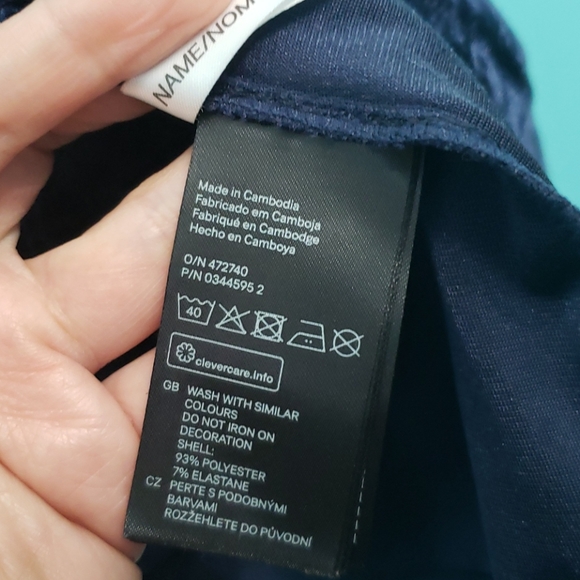 NAME/NOM
Made in Cambodia
Fabricado em Camboja
Fabriqué en Cambodge
Hecho en Camboya
O/N 472740
P/N 0344595 2
40
clevercare.info
GB WASH WITH SIMILAR
COLOURS
DO NOT IRON ON
DECORATION
SHELL:
93% POLYESTER
7% ELASTANE
CZ PERTE S PODOBNÝMI
BARVAMI
ROZŽEHLETE DO PŮVODNÍ